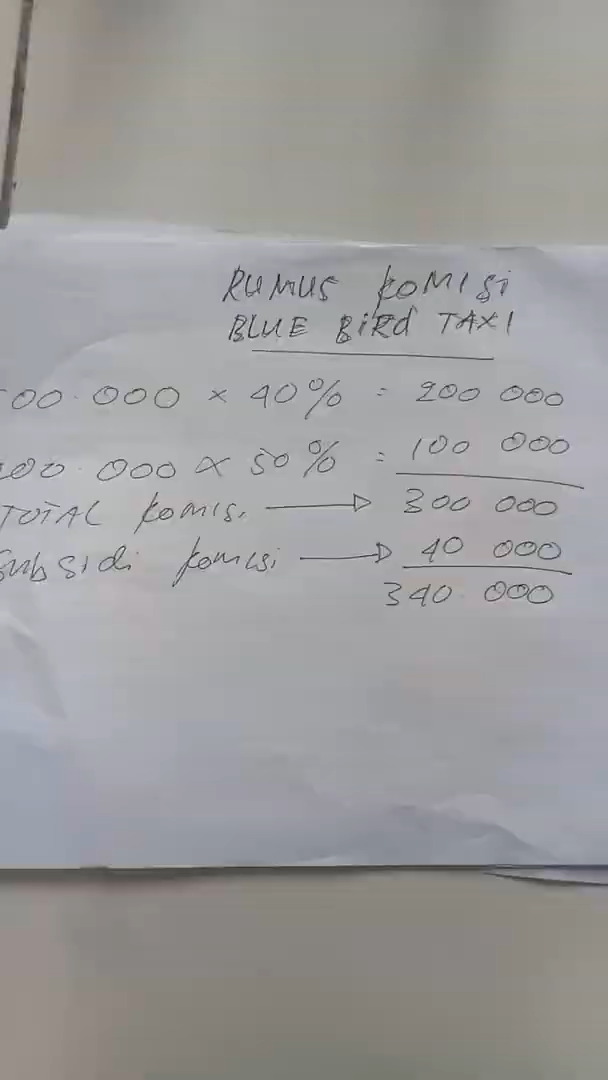 RUMUS KOMISI
BLUE BIRD TAXI
00.000 x 40% = 200 000
00.000 x 50% = 100 000
TOTAL KOMISI → 300 000
SUBSIDI KOMISI → 40 000
340.000